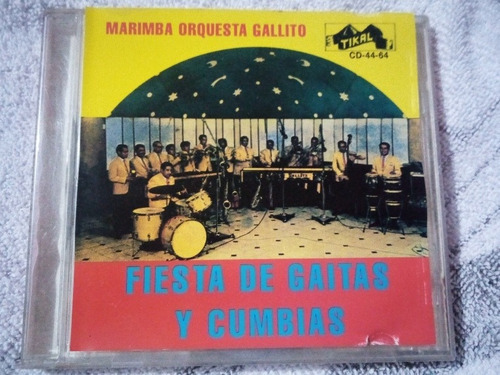 MARIMBA ORQUESTA GALLITO
TIKAL
CD-44-64
FIESTA DE GAITAS
Y CUMBIAS